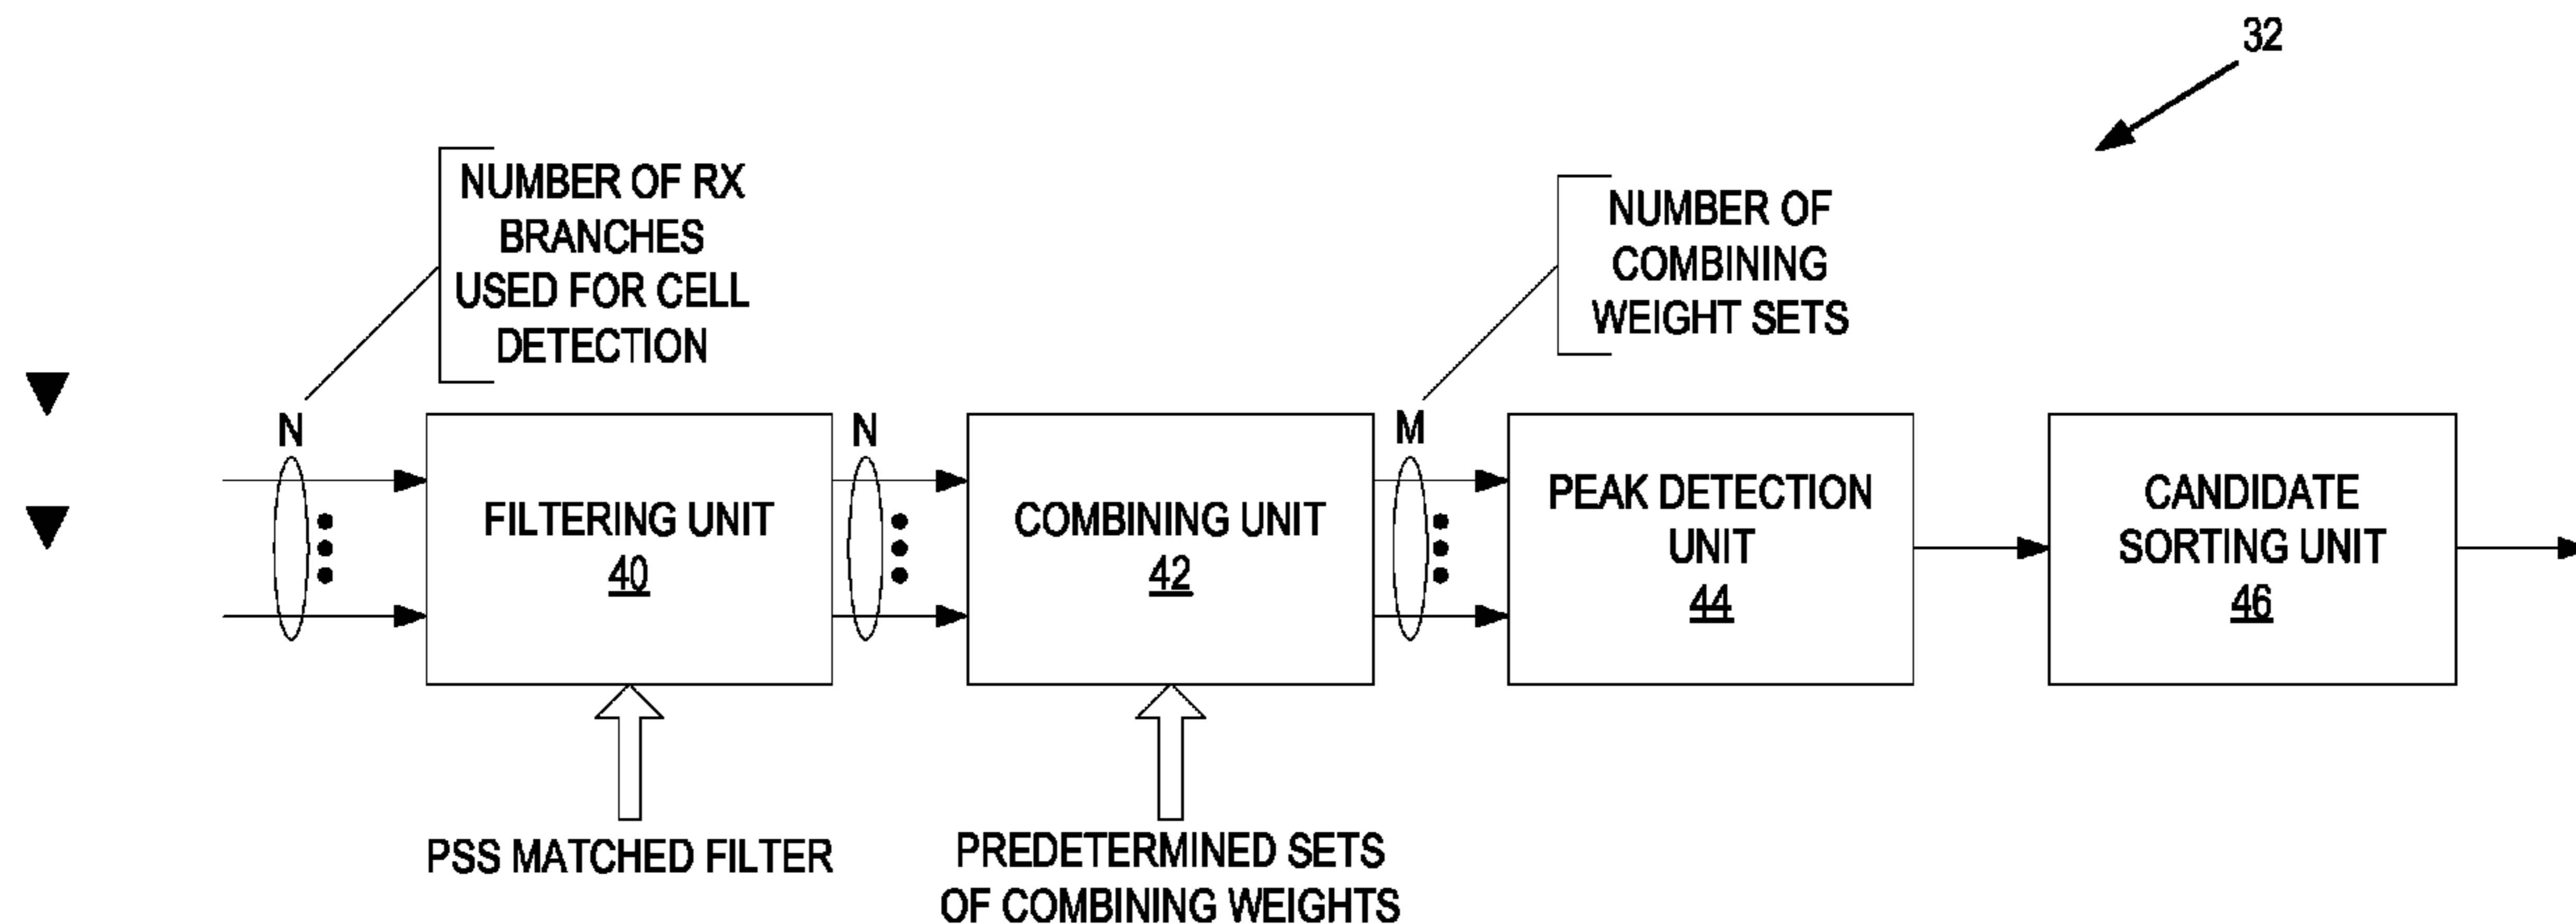 32
NUMBER OF RX
BRANCHES
USED FOR CELL
DETECTION
NUMBER OF
COMBINING
WEIGHT SETS
N
N
M
FILTERING UNIT
40
COMBINING UNIT
42
PEAK DETECTION
UNIT
44
CANDIDATE
SORTING UNIT
46
PSS MATCHED FILTER
PREDETERMINED SETS
OF COMBINING WEIGHTS